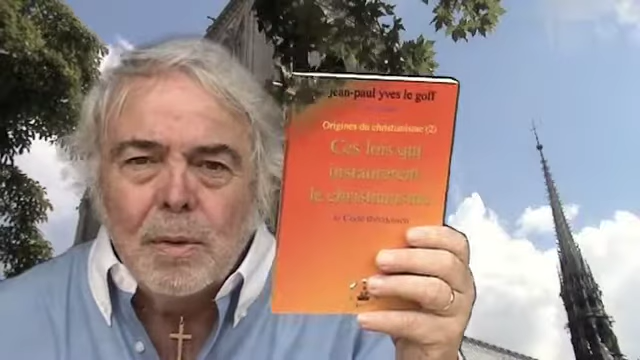 jean-paul yves le goff
Origines du christianisme (2)
Ces lois qui
instaurèrent
le christianisme